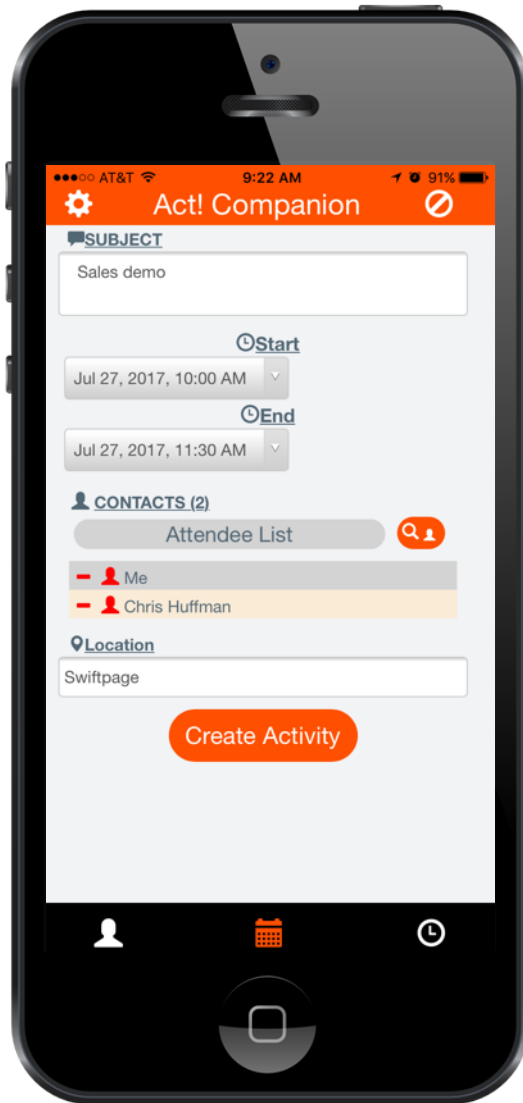 AT&T 9:22 AM 91%
Act! Companion
SUBJECT
Sales demo
Start
Jul 27, 2017, 10:00 AM
End
Jul 27, 2017, 11:30 AM
CONTACTS (2)
Attendee List
Me
Chris Huffman
Location
Swiftpage
Create Activity